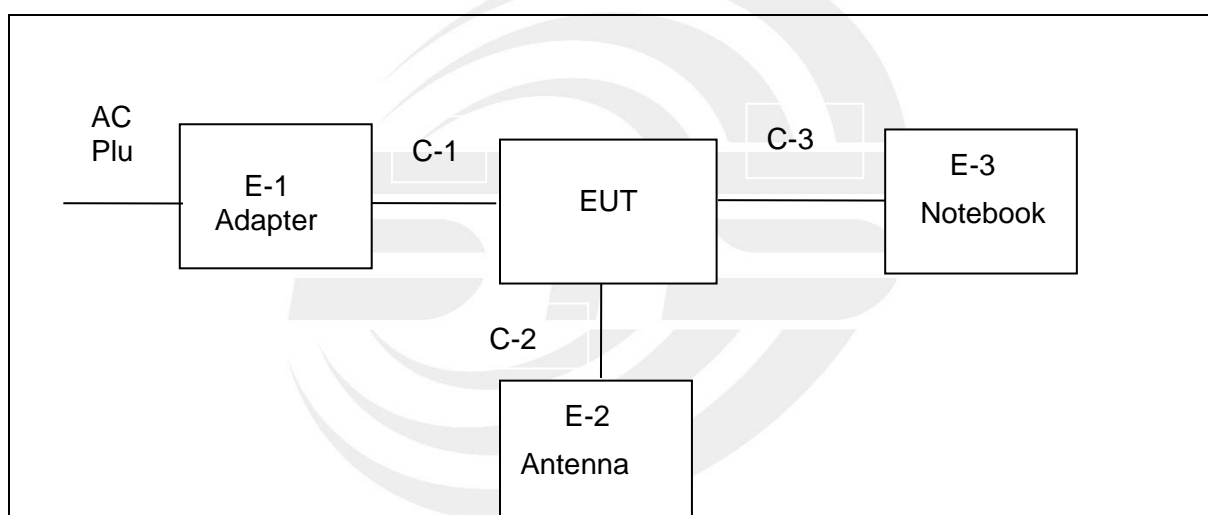 AC
Plu
E-1
Adapter
C-1
EUT
C-3
E-3
Notebook
C-2
E-2
Antenna